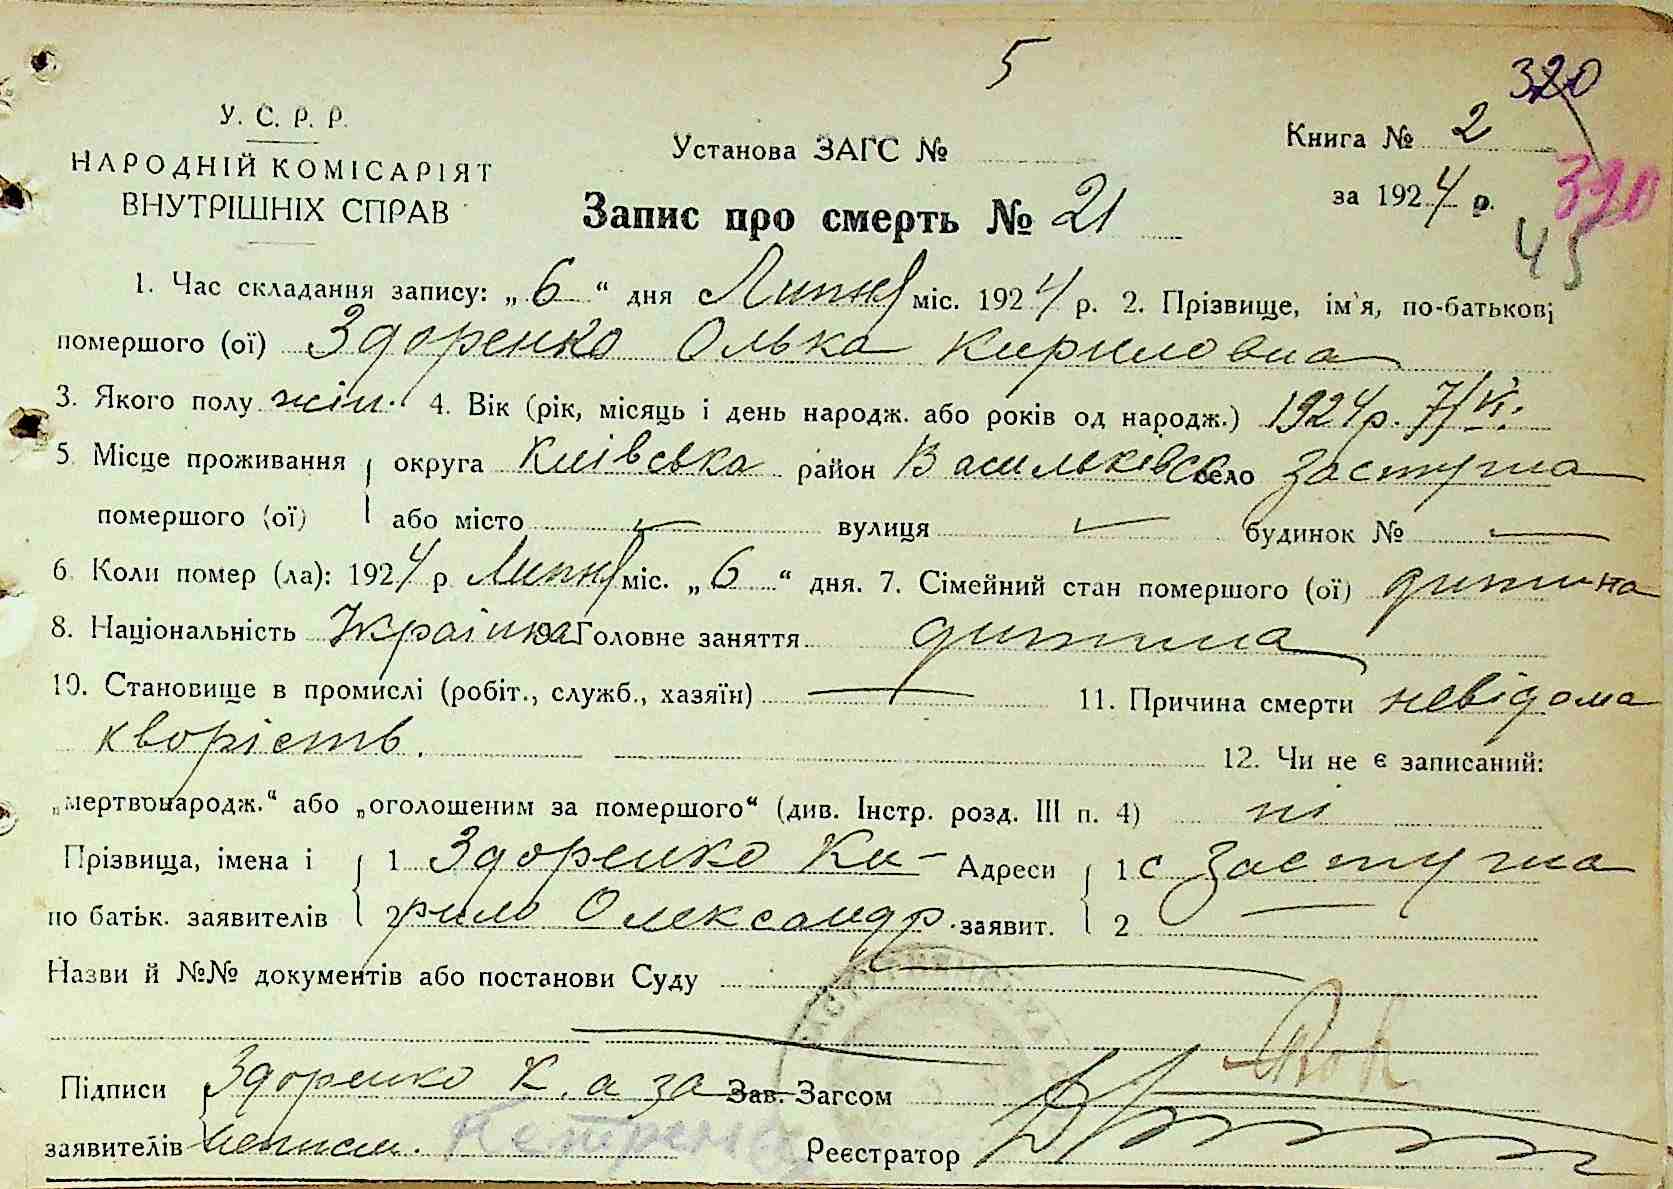 5
320
У. С. Р. Р.
НАРОДНІЙ КОМІСАРІЯТ
ВНУТРІШНІХ СПРАВ
Установа ЗАГС №
Книга № 2
за 1924 р.
320
45
Запис про смерть № 21
1. Час складання запису: „ 6 “ дня Липня міс. 1924 р. 2. Прізвище, ім'я, по-батькові
помершого (ої) Здоренко Олька Кириловна
3. Якого полу жін. 4. Вік (рік, місяць і день народж. або років од народж.) 1924 р. 7/VI.
5. Місце проживання округа Київська район Васильківськ село Застугна
помершого (ої) або місто вулиця будинок № —
6. Коли помер (ла): 1924 р Липня міс. „ 6 “ дня. 7. Сімейний стан помершого (ої) дитина
8. Національність Українка 9. Головне заняття дитина
10. Становище в промислі (робіт., служб., хазяїн) — 11. Причина смерти невідома
хворість. 12. Чи не є записаний:
„мертвонародж.“ або „оголошеним за помершого“ (див. Інстр. розд. III п. 4) ні
Прізвища, імена і 1 Здоренко Ки- Адреси 1 с Застугна
по батьк. заявителів 2 рило Олександр. заявит. 2 —
Назви й №№ документів або постанови Суду —
Підписи Здоренко К. а за Зав. Загсом
заявителів неписм. Реєстратор